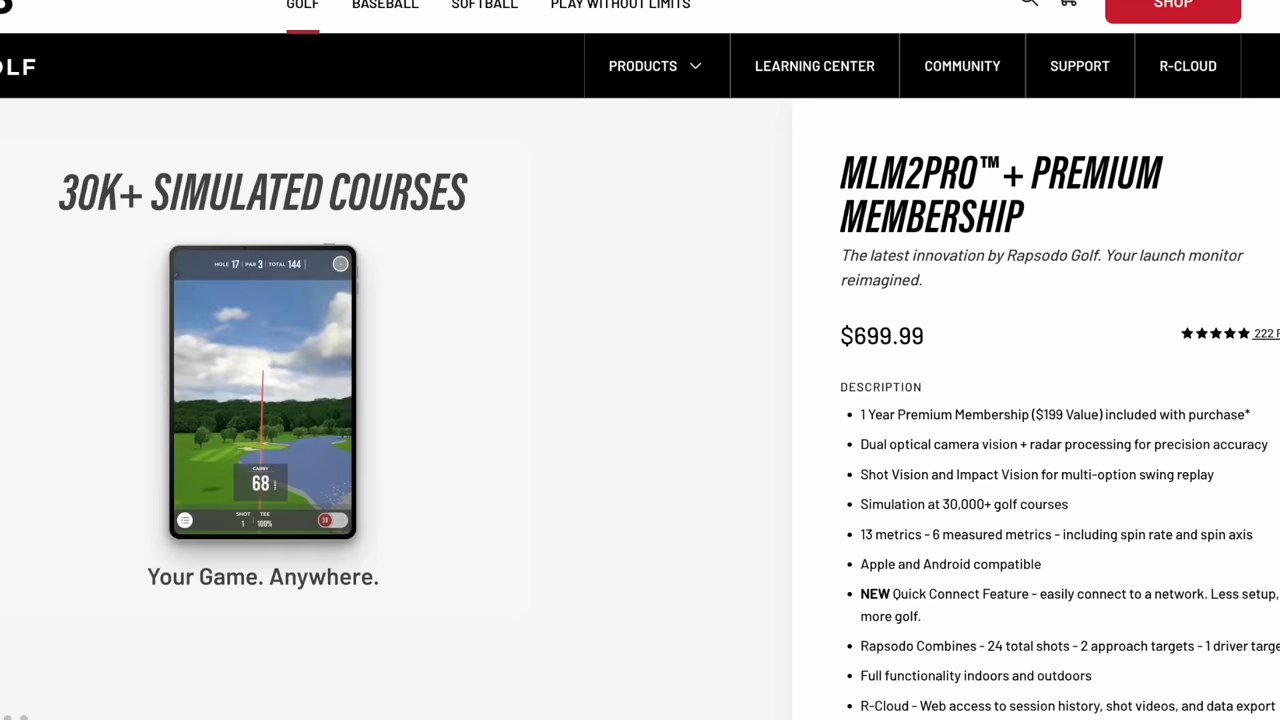 GOLF BASEBALL SOFTBALL PLAY WITHOUT LIMITS SHOP
PRODUCTS LEARNING CENTER COMMUNITY SUPPORT R-CLOUD
30K+ SIMULATED COURSES
HOLE 17 | PAR 3 | TOTAL 144
CARRY
68
SHOT TEE
1 100%
Your Game. Anywhere.
MLM2PRO™ + PREMIUM
MEMBERSHIP
The latest innovation by Rapsodo Golf. Your launch monitor
reimagined.
$699.99
★★★★★ 222
DESCRIPTION
• 1 Year Premium Membership ($199 Value) included with purchase*
• Dual optical camera vision + radar processing for precision accuracy
• Shot Vision and Impact Vision for multi-option swing replay
• Simulation at 30,000+ golf courses
• 13 metrics - 6 measured metrics - including spin rate and spin axis
• Apple and Android compatible
• NEW Quick Connect Feature - easily connect to a network. Less setup,
more golf.
• Rapsodo Combines - 24 total shots - 2 approach targets - 1 driver targe
• Full functionality indoors and outdoors
• R-Cloud - Web access to session history, shot videos, and data export